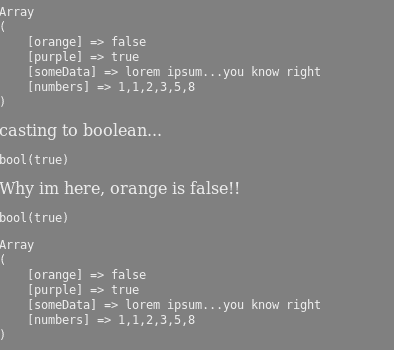 Array
(
    [orange] => false
    [purple] => true
    [someData] => lorem ipsum...you know right
    [numbers] => 1,1,2,3,5,8
)
casting to boolean...
bool(true)
Why im here, orange is false!!
bool(true)
Array
(
    [orange] => false
    [purple] => true
    [someData] => lorem ipsum...you know right
    [numbers] => 1,1,2,3,5,8
)